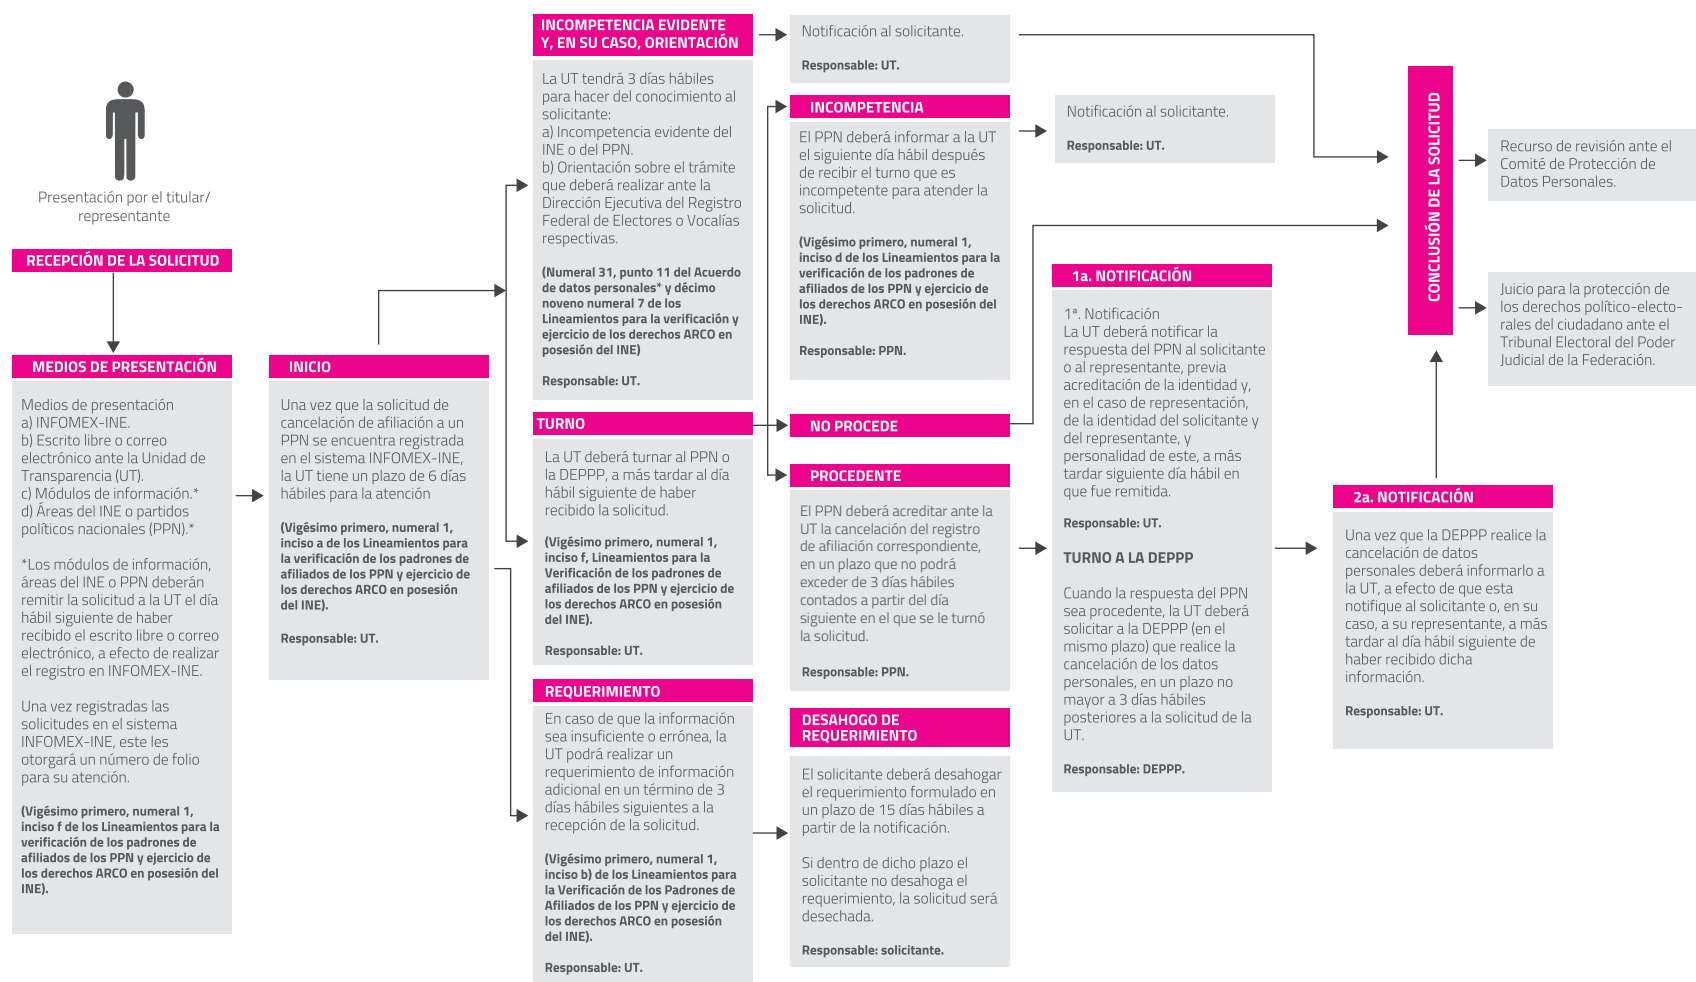 Presentación por el titular/
representante
RECEPCIÓN DE LA SOLICITUD
MEDIOS DE PRESENTACIÓN
Medios de presentación
a) INFOMEX-INE.
b) Escrito libre o correo
electrónico ante la Unidad de
Transparencia (UT).
c) Módulos de información.*
d) Áreas del INE o partidos
políticos nacionales (PPN).*
*Los módulos de información,
áreas del INE o PPN deberán
remitir la solicitud a la UT el día
hábil siguiente de haber
recibido el escrito libre o correo
electrónico, a efecto de realizar
el registro en INFOMEX-INE.
Una vez registradas las
solicitudes en el sistema
INFOMEX-INE, este les
otorgará un número de folio
para su atención.
(Vigésimo primero, numeral 1,
inciso f de los Lineamientos para la
verificación de los padrones de
afiliados de los PPN y ejercicio de
los derechos ARCO en posesión del
INE).
INICIO
Una vez que la solicitud de
cancelación de afiliación a un
PPN se encuentra registrada
en el sistema INFOMEX-INE,
la UT tiene un plazo de 6 días
hábiles para la atención
(Vigésimo primero, numeral 1,
inciso a de los Lineamientos para
la verificación de los padrones de
afiliados de los PPN y ejercicio de
los derechos ARCO en posesión
del INE).
Responsable: UT.
INCOMPETENCIA EVIDENTE
Y, EN SU CASO, ORIENTACIÓN
La UT tendrá 3 días hábiles
para hacer del conocimiento al
solicitante:
a) Incompetencia evidente del
INE o del PPN.
b) Orientación sobre el trámite
que deberá realizar ante la
Dirección Ejecutiva del Registro
Federal de Electores o Vocalías
respectivas.
(Numeral 31, punto 11 del Acuerdo
de datos personales* y décimo
noveno numeral 7 de los
Lineamientos para la verificación y
ejercicio de los derechos ARCO en
posesión del INE)
Responsable: UT.
TURNO
La UT deberá turnar al PPN o
la DEPPP, a más tardar al día
hábil siguiente de haber
recibido la solicitud.
(Vigésimo primero, numeral 1,
inciso f, Lineamientos para la
Verificación de los padrones de
afiliados de los PPN y ejercicio de
los derechos ARCO en posesión
del INE).
Responsable: UT.
REQUERIMIENTO
En caso de que la información
sea insuficiente o errónea, la
UT podrá realizar un
requerimiento de información
adicional en un término de 3
días hábiles siguientes a la
recepción de la solicitud.
(Vigésimo primero, numeral 1,
inciso b) de los Lineamientos para
la Verificación de los Padrones de
Afiliados de los PPN y ejercicio de
los derechos ARCO en posesión
del INE).
Responsable: UT.
Notificación al solicitante.
Responsable: UT.
INCOMPETENCIA
El PPN deberá informar a la UT
el siguiente día hábil después
de recibir el turno que es
incompetente para atender la
solicitud.
(Vigésimo primero, numeral 1,
inciso d de los Lineamientos para la
verificación de los padrones de
afiliados de los PPN y ejercicio de
los derechos ARCO en posesión del
INE).
Responsable: PPN.
NO PROCEDE
PROCEDENTE
El PPN deberá acreditar ante la
UT la cancelación del registro
de afiliación correspondiente,
en un plazo que no podrá
exceder de 3 días hábiles
contados a partir del día
siguiente en el que se le turnó
la solicitud.
Responsable: PPN.
DESAHOGO DE
REQUERIMIENTO
El solicitante deberá desahogar
el requerimiento formulado en
un plazo de 15 días hábiles a
partir de la notificación.
Si dentro de dicho plazo el
solicitante no desahoga el
requerimiento, la solicitud será
desechada.
Responsable: solicitante.
Notificación al solicitante.
Responsable: UT.
1a. NOTIFICACIÓN
1ª. Notificación
La UT deberá notificar la
respuesta del PPN al solicitante
o al representante, previa
acreditación de la identidad y,
en el caso de representación,
de la identidad del solicitante y
del representante, y
personalidad de este, a más
tardar siguiente día hábil en
que fue remitida.
Responsable: UT.
TURNO A LA DEPPP
Cuando la respuesta del PPN
sea procedente, la UT deberá
solicitar a la DEPPP (en el
mismo plazo) que realice la
cancelación de los datos
personales, en un plazo no
mayor a 3 días hábiles
posteriores a la solicitud de la
UT.
Responsable: DEPPP.
2a. NOTIFICACIÓN
Una vez que la DEPPP realice la
cancelación de datos
personales deberá informarlo a
la UT, a efecto de que esta
notifique al solicitante o, en su
caso, a su representante, a más
tardar al día hábil siguiente de
haber recibido dicha
información.
Responsable: UT.
CONCLUSIÓN DE LA SOLICITUD
Recurso de revisión ante el
Comité de Protección de
Datos Personales.
Juicio para la protección de
los derechos político-electo-
rales del ciudadano ante el
Tribunal Electoral del Poder
Judicial de la Federación.